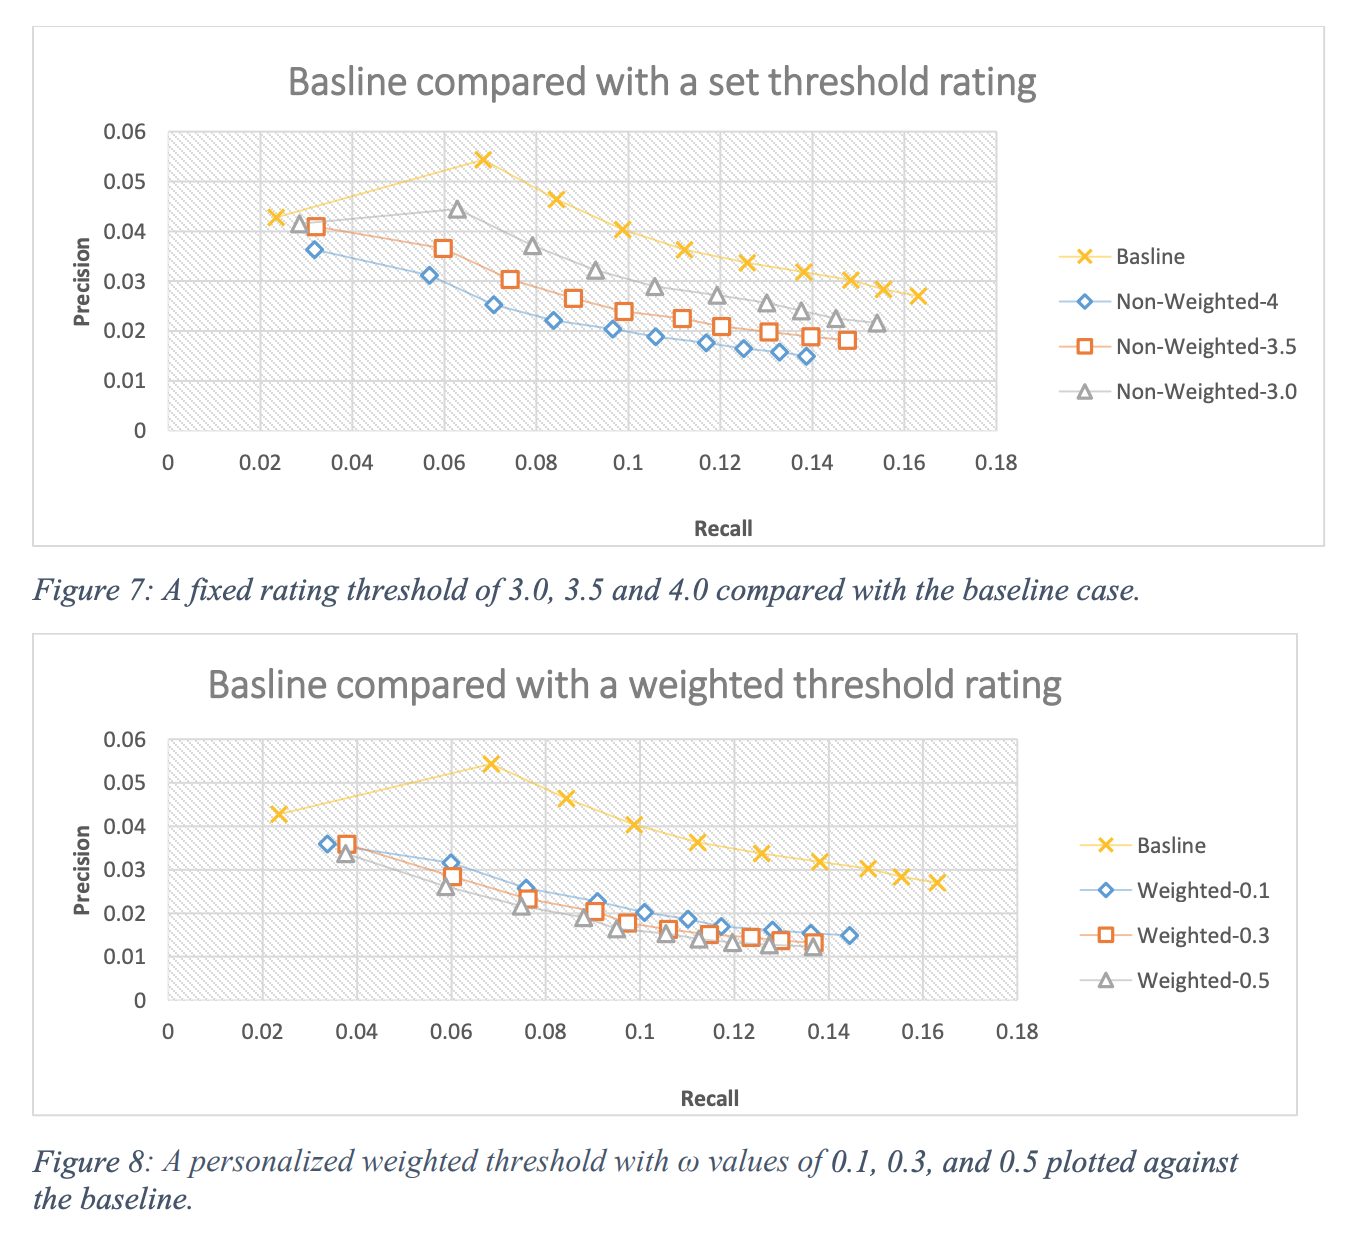 Basline compared with a set threshold rating
0.06
0.05
0.04
0.03
0.02
0.01
0
Precision
0 0.02 0.04 0.06 0.08 0.1 0.12 0.14 0.16 0.18
Recall
Basline
Non-Weighted-4
Non-Weighted-3.5
Non-Weighted-3.0
Figure 7: A fixed rating threshold of 3.0, 3.5 and 4.0 compared with the baseline case.
Basline compared with a weighted threshold rating
0.06
0.05
0.04
0.03
0.02
0.01
0
Precision
0 0.02 0.04 0.06 0.08 0.1 0.12 0.14 0.16 0.18
Recall
Basline
Weighted-0.1
Weighted-0.3
Weighted-0.5
Figure 8: A personalized weighted threshold with ω values of 0.1, 0.3, and 0.5 plotted against
the baseline.